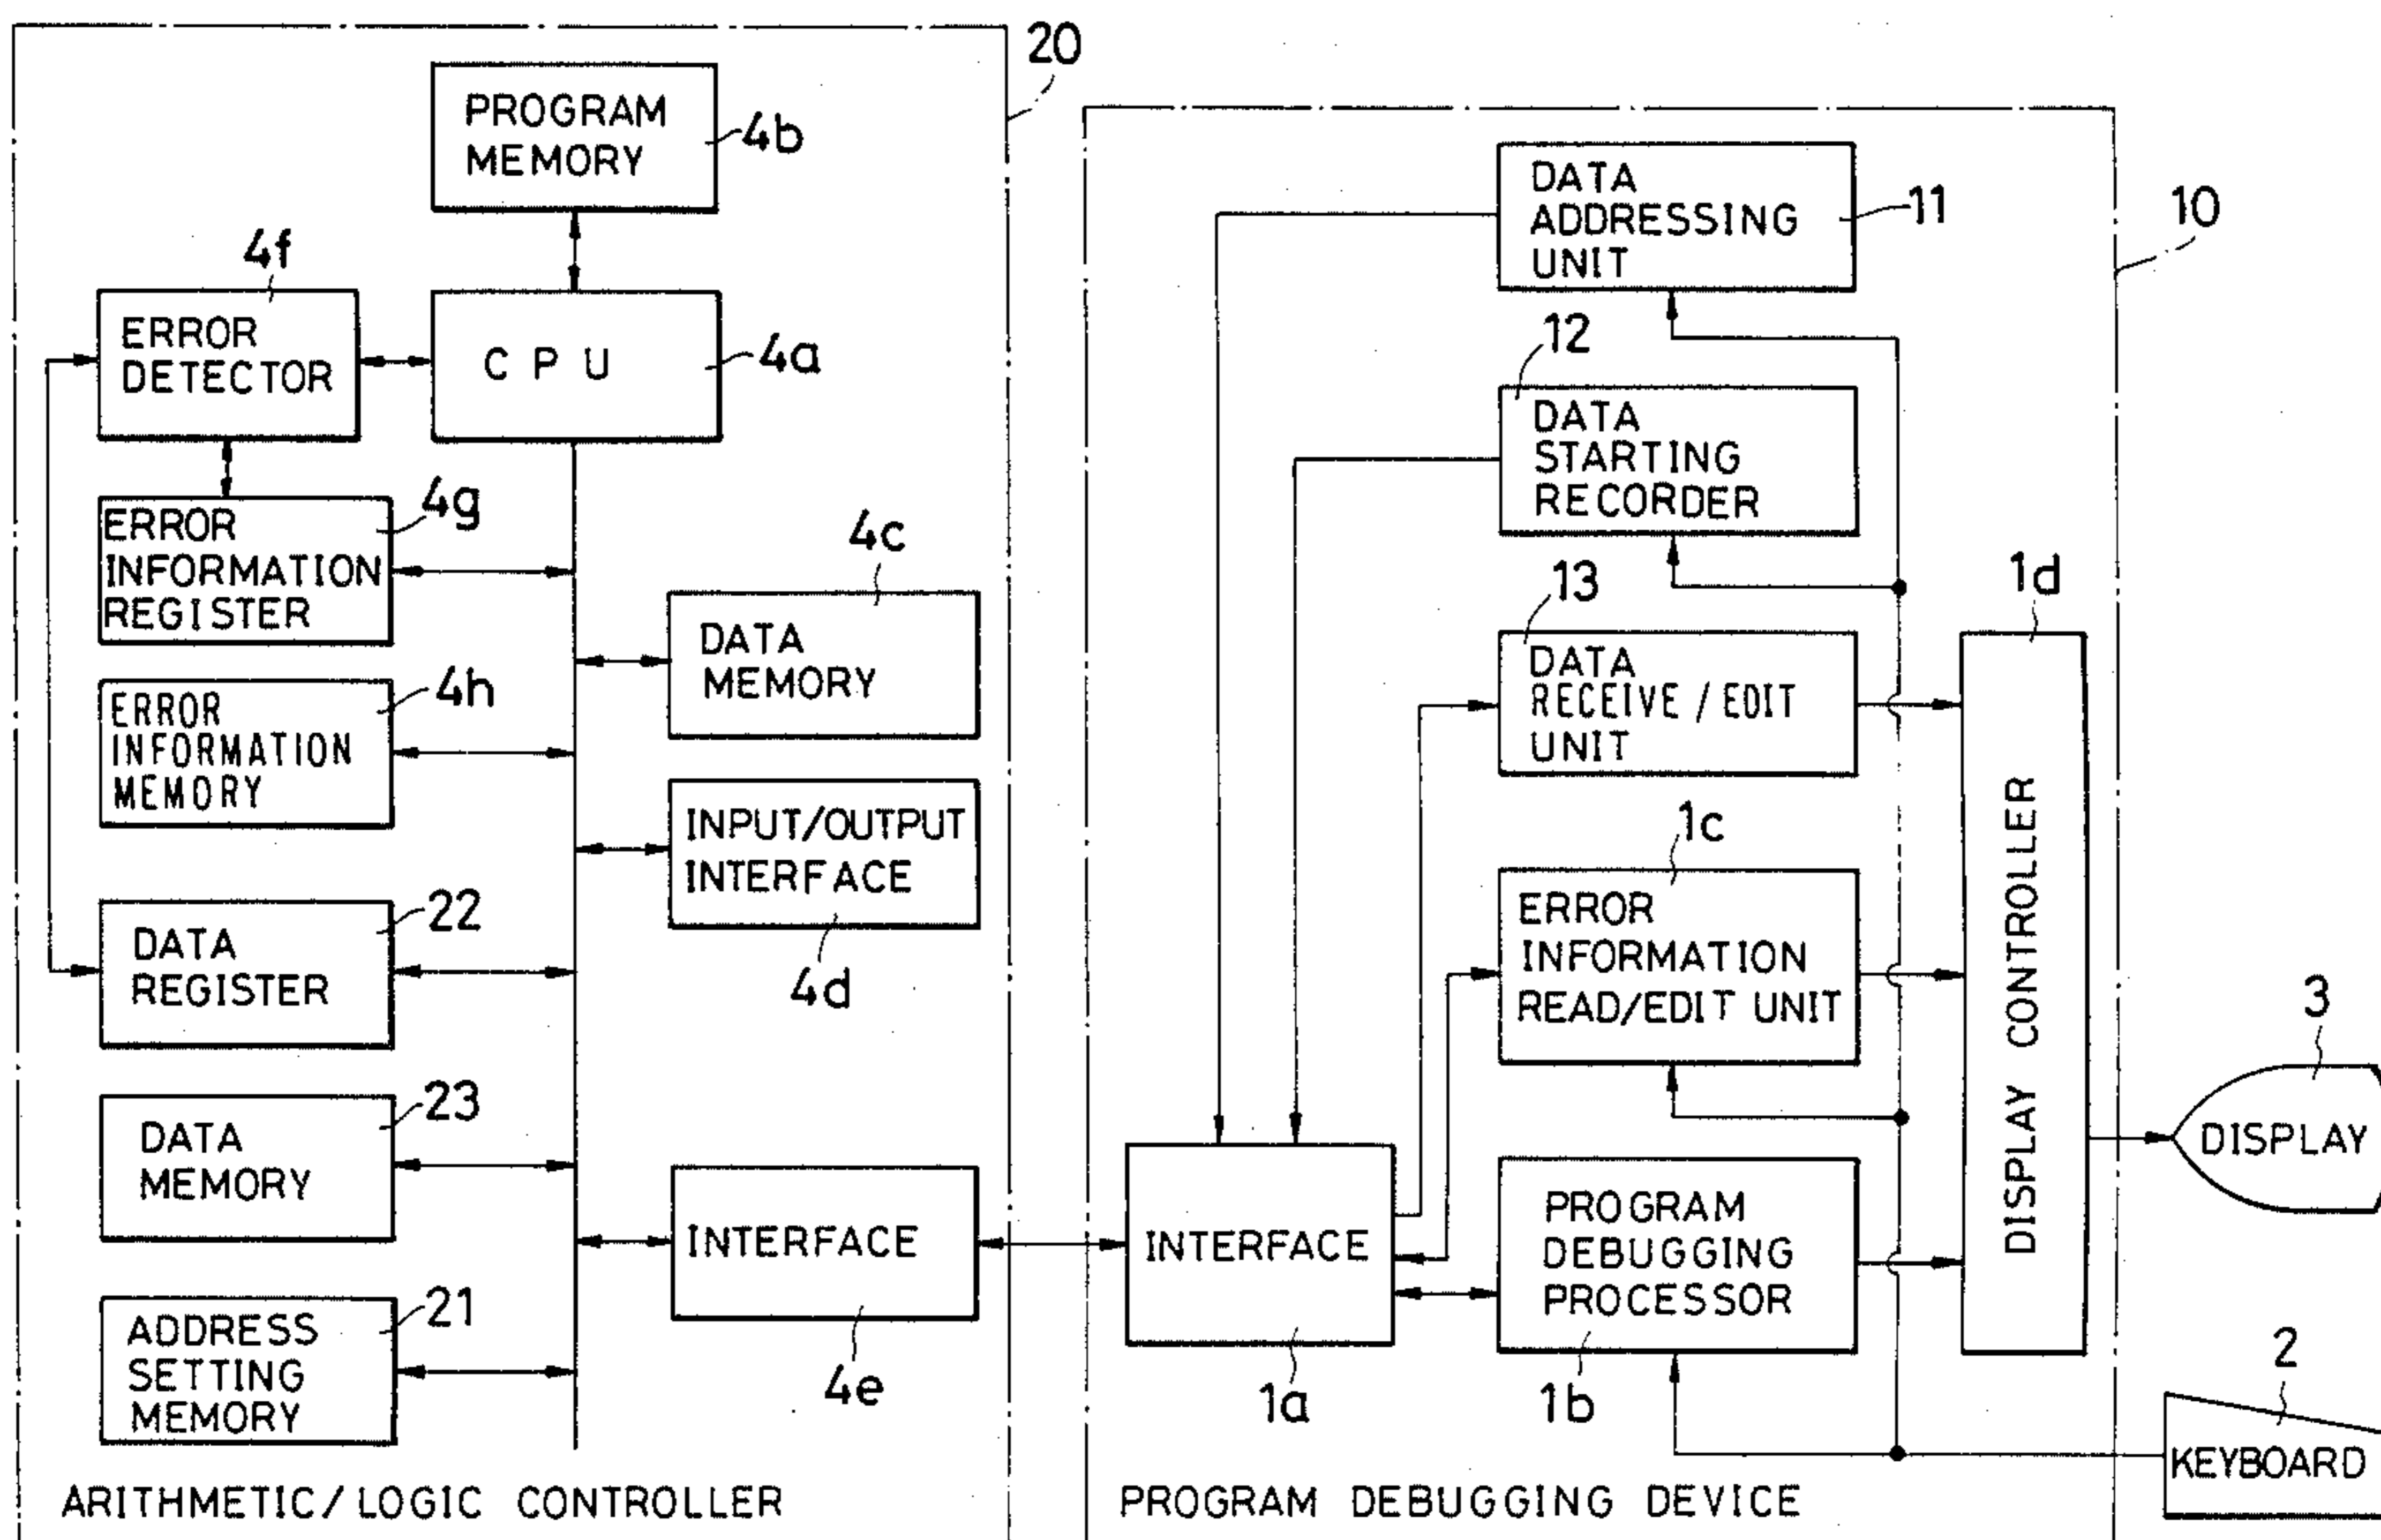 20
PROGRAM
MEMORY
4b
4f
ERROR
DETECTOR
C P U
4a
4g
ERROR
INFORMATION
REGISTER
4c
DATA
MEMORY
4h
ERROR
INFORMATION
MEMORY
INPUT/OUTPUT
INTERFACE
4d
22
DATA
REGISTER
23
DATA
MEMORY
INTERFACE
4e
21
ADDRESS
SETTING
MEMORY
ARITHMETIC/LOGIC CONTROLLER
10
DATA
ADDRESSING
UNIT
11
12
DATA
STARTING
RECORDER
13
DATA
RECEIVE/EDIT
UNIT
1d
DISPLAY CONTROLLER
1c
ERROR
INFORMATION
READ/EDIT UNIT
INTERFACE
1a
PROGRAM
DEBUGGING
PROCESSOR
1b
3
DISPLAY
2
KEYBOARD
PROGRAM DEBUGGING DEVICE